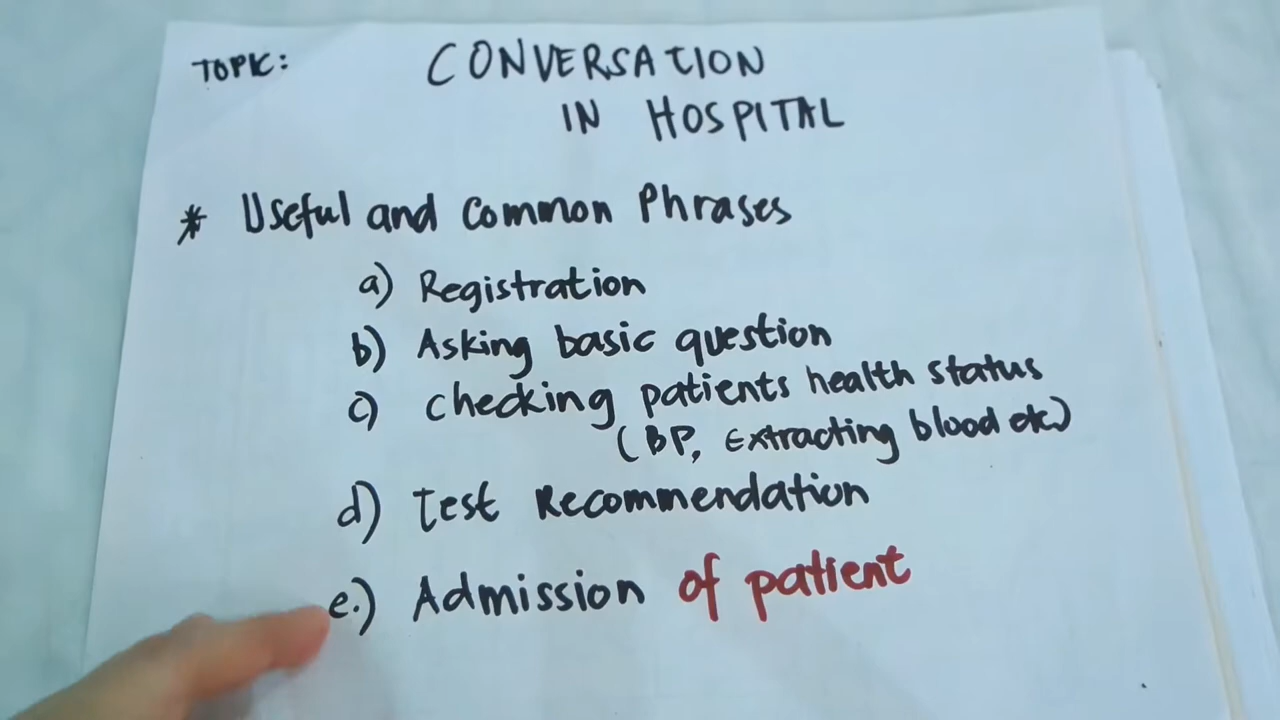 TOPIC: CONVERSATION
IN HOSPITAL
* Useful and common Phrases
a) Registration
b) Asking basic question
c) checking patients health status
(BP, Extracting blood etc)
d) Test Recommendation
e.) Admission of patient